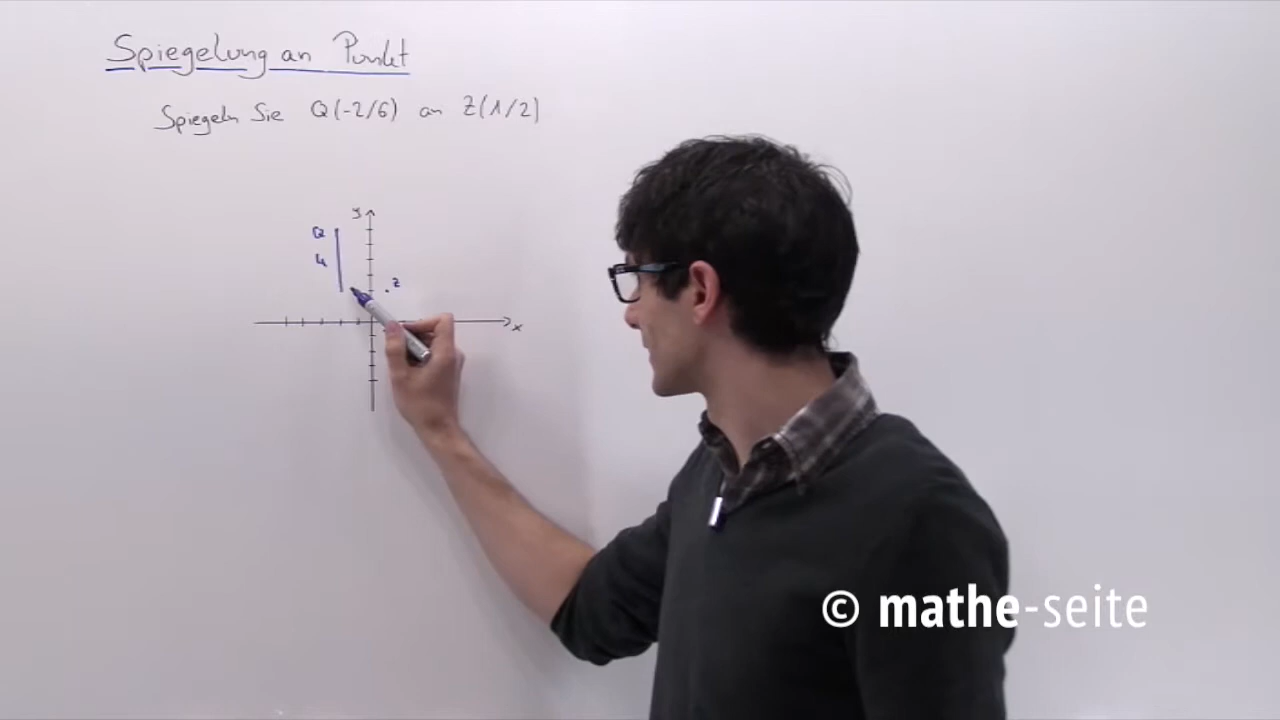 Spiegelung an Punkt
Spiegeln Sie Q(-2/6) an Z(1/2)
y
Q
4
z
x
© mathe-seite